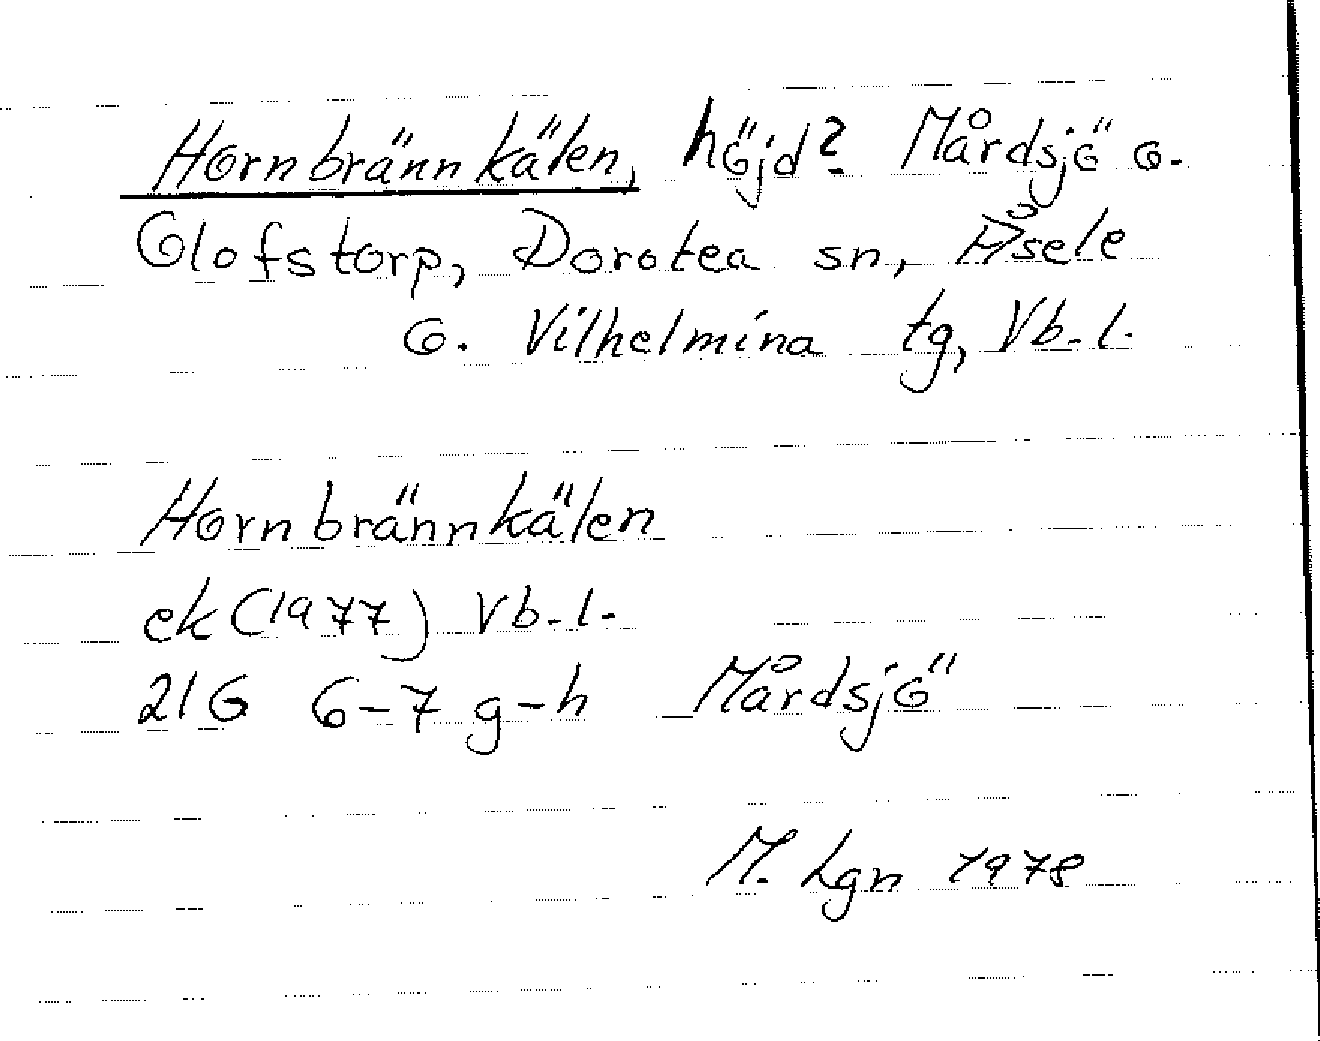 Hornbrännkälen, höjd? Mårdsjö o.
Olofstorp, Dorotea sn, Åsele
o. Vilhelmina tg, Vb. l.
Hornbrännkälen
ek (1977) Vb. l.
21G 6-7 g-h Mårdsjö
M. Lgn 1978